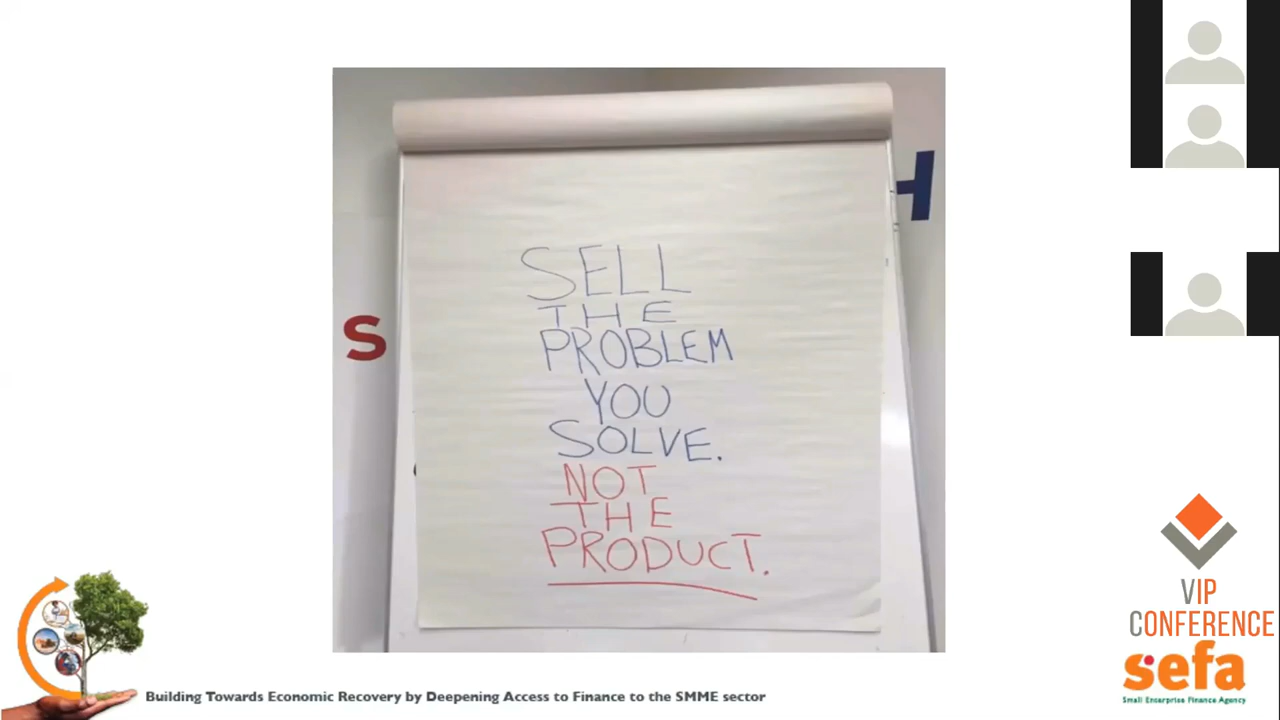 SELL
THE
PROBLEM
YOU
SOLVE.
NOT
THE
PRODUCT.
S
H
VIP
CONFERENCE
sefa
Small Enterprise Finance Agency
Building Towards Economic Recovery by Deepening Access to Finance to the SMME sector